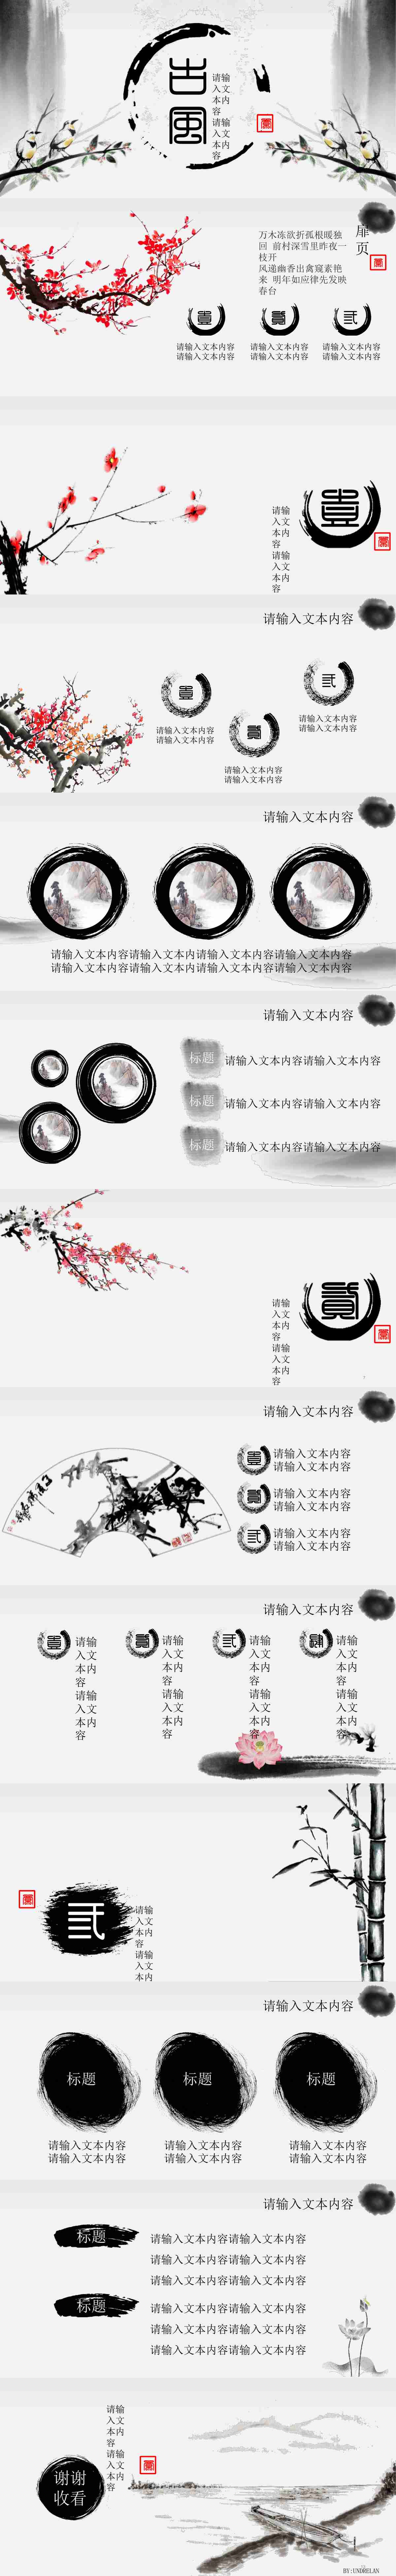 古
风
请输
入文
本内
容
请输
入文
本内
容
扉
页
万木冻欲折孤根暖独
回 前村深雪里昨夜一
枝开
风递幽香出禽窥素艳
来 明年如应律先发映
春台
壹
贰
弎
请输入文本内容
请输入文本内容
请输入文本内容
请输入文本内容
请输入文本内容
请输入文本内容
壹
请输
入文
本内
容
请输
入文
本内
容
请输入文本内容
壹
请输入文本内容
请输入文本内容
贰
请输入文本内容
请输入文本内容
弎
请输入文本内容
请输入文本内容
请输入文本内容
请输入文本内容请输入文本内容请输入文本内容
请输入文本内容请输入文本内请输入文本内容
请输入文本内容
标题
请输入文本内容请输入文本内容
标题
请输入文本内容请输入文本内容
标题
请输入文本内容请输入文本内容
贰
请输
入文
本内
容
请输
入文
本内
容
请输入文本内容
壹
请输入文本内容
请输入文本内容
贰
请输入文本内容
请输入文本内容
弎
请输入文本内容
请输入文本内容
请输入文本内容
壹
请输
入文
本内
容
请输
入文
本内
容
贰
请输
入文
本内
容
请输
入文
本内
容
弎
请输
入文
本内
容
请输
入文
本内
容
肆
请输
入文
本内
容
请输
入文
本内
容
弎
请输
入文
本内
容
请输
入文
本内
请输入文本内容
标题
标题
标题
请输入文本内容
请输入文本内容
请输入文本内容
请输入文本内容
请输入文本内容
请输入文本内容
请输入文本内容
标题
请输入文本内容请输入文本内容
请输入文本内容请输入文本内容
请输入文本内容请输入文本内容
标题
请输入文本内容请输入文本内容
请输入文本内容请输入文本内容
请输入文本内容请输入文本内容
谢谢
收看
请输
入文
本内
容
请输
入文
本内
容
BY:UNDRELAN